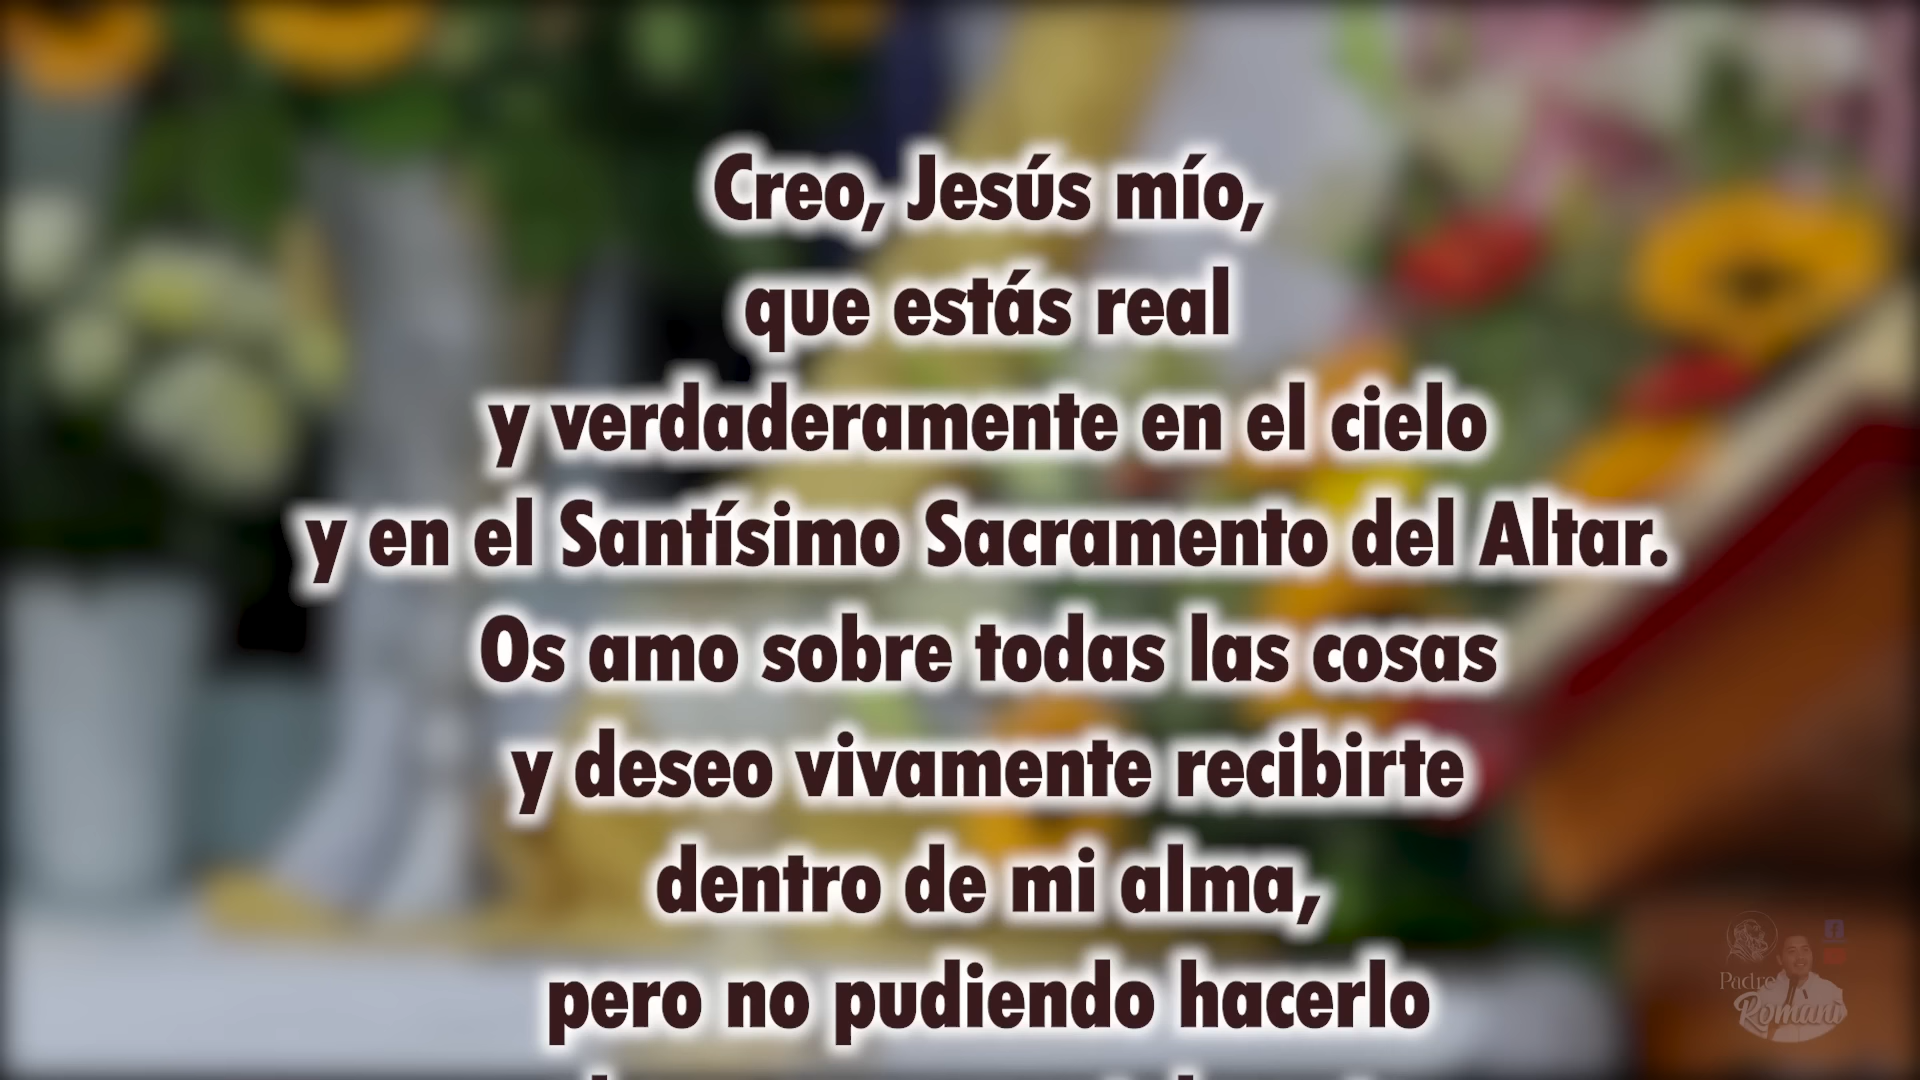 Creo, Jesús mío,
que estás real
y verdaderamente en el cielo
y en el Santísimo Sacramento del Altar.
Os amo sobre todas las cosas
y deseo vivamente recibirte
dentro de mi alma,
pero no pudiendo hacerlo
Padre
Romaní